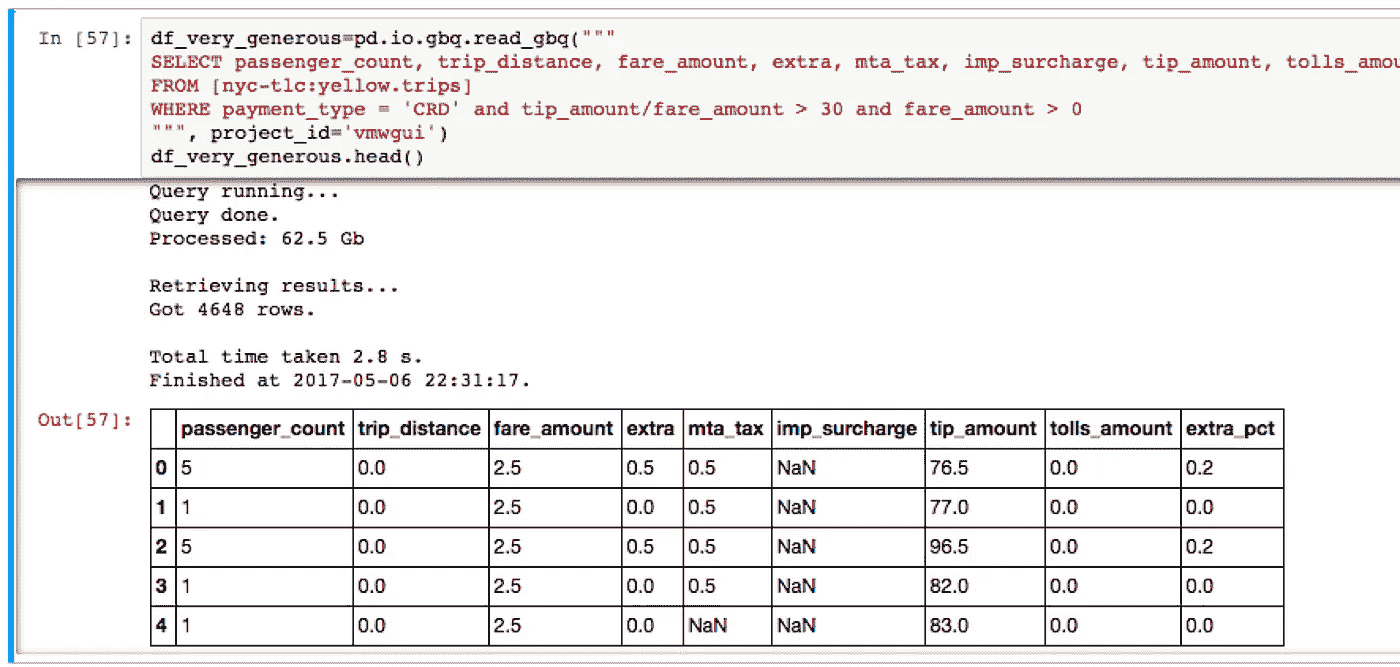 In [57]: df_very_generous=pd.io.gbq.read_gbq("""
SELECT passenger_count, trip_distance, fare_amount, extra, mta_tax, imp_surcharge, tip_amount, tolls_amou
FROM [nyc-tlc:yellow.trips]
WHERE payment_type = 'CRD' and tip_amount/fare_amount > 30 and fare_amount > 0
""", project_id='vmwgui')
df_very_generous.head()
Query running...
Query done.
Processed: 62.5 Gb
Retrieving results...
Got 4648 rows.
Total time taken 2.8 s.
Finished at 2017-05-06 22:31:17.
Out[57]:
passenger_count trip_distance fare_amount extra mta_tax imp_surcharge tip_amount tolls_amount extra_pct
0 5 0.0 2.5 0.5 0.5 NaN 76.5 0.0 0.2
1 1 0.0 2.5 0.0 0.5 NaN 77.0 0.0 0.0
2 5 0.0 2.5 0.5 0.5 NaN 96.5 0.0 0.2
3 1 0.0 2.5 0.0 0.5 NaN 82.0 0.0 0.0
4 1 0.0 2.5 0.0 NaN NaN 83.0 0.0 0.0